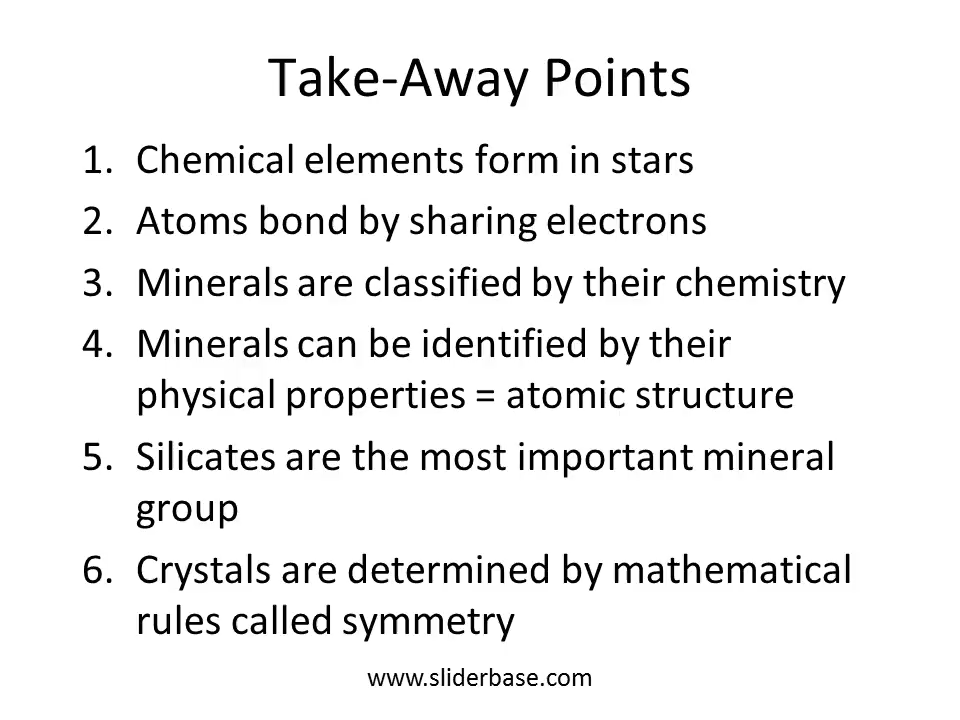 Take-Away Points
1. Chemical elements form in stars
2. Atoms bond by sharing electrons
3. Minerals are classified by their chemistry
4. Minerals can be identified by their
physical properties = atomic structure
5. Silicates are the most important mineral
group
6. Crystals are determined by mathematical
rules called symmetry
www.sliderbase.com